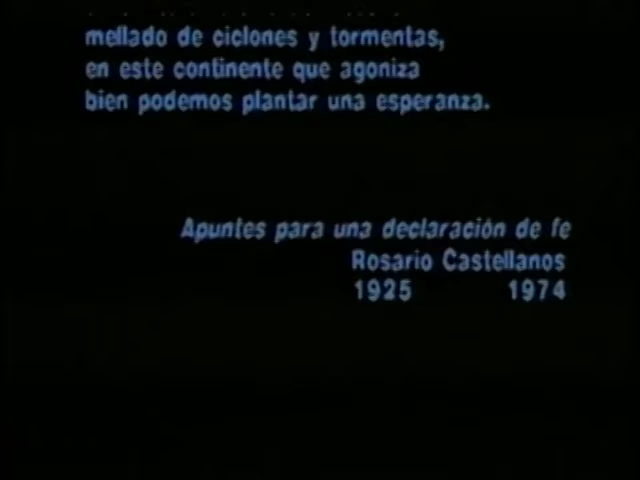 mellado de ciclones y tormentas,
en este continente que agoniza
bien podemos plantar una esperanza.
Apuntes para una declaración de fe
Rosario Castellanos
1925 1974